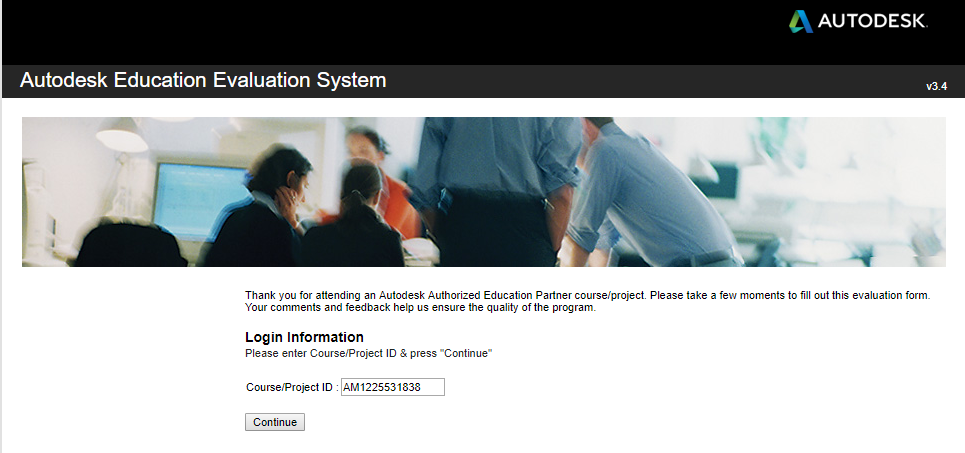 AUTODESK.
Autodesk Education Evaluation System
v3.4
Thank you for attending an Autodesk Authorized Education Partner course/project. Please take a few moments to fill out this evaluation form.
Your comments and feedback help us ensure the quality of the program.
Login Information
Please enter Course/Project ID & press "Continue"
Course/Project ID : AM1225531838
Continue